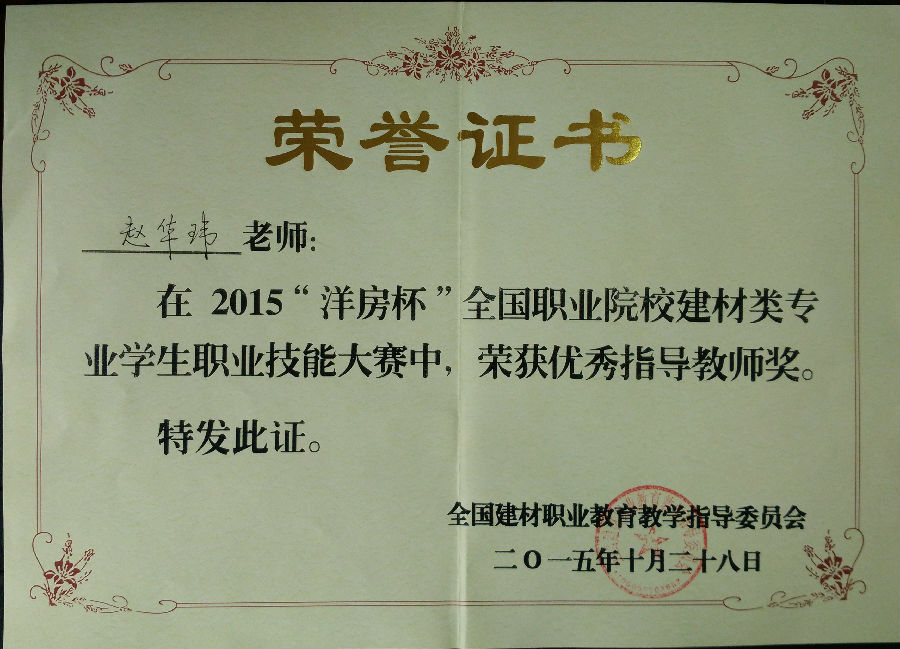 荣誉证书
赵华玮 老师：
在 2015“洋房杯”全国职业院校建材类专
业学生职业技能大赛中，荣获优秀指导教师奖。
特发此证。
全国建材职业教育教学指导委员会
二〇一五年十月二十八日